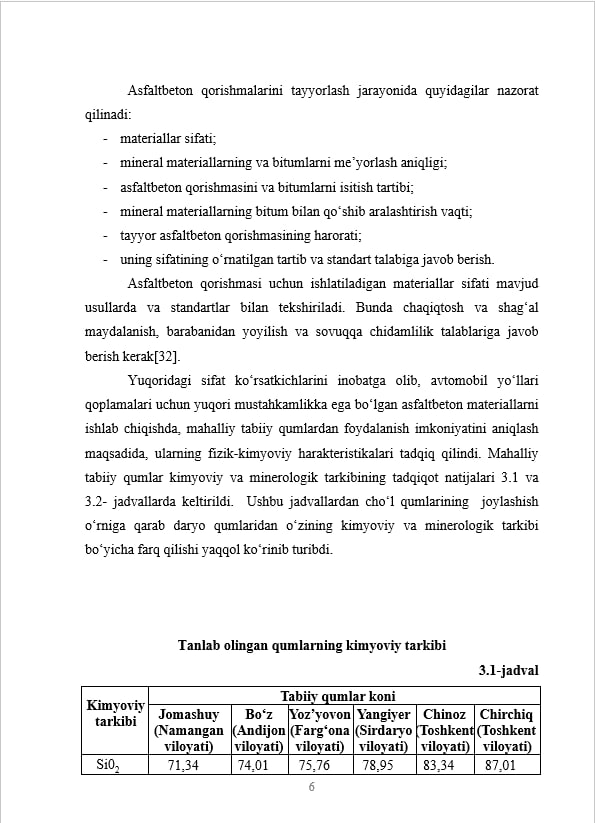 Asfaltbeton qorishmalarini tayyorlash jarayonida quyidagilar nazorat
qilinadi:
- materiallar sifati;
- mineral materiallarning va bitumlarni me’yorlash aniqligi;
- asfaltbeton qorishmasini va bitumlarni isitish tartibi;
- mineral materiallarning bitum bilan qo‘shib aralashtirish vaqti;
- tayyor asfaltbeton qorishmasining harorati;
- uning sifatining o‘rnatilgan tartib va standart talabiga javob berish.
Asfaltbeton qorishmasi uchun ishlatiladigan materiallar sifati mavjud
usullarda va standartlar bilan tekshiriladi. Bunda chaqiqtosh va shag‘al
maydalanish, barabanidan yoyilish va sovuqqa chidamlilik talablariga javob
berish kerak[32].
Yuqoridagi sifat ko‘rsatkichlarini inobatga olib, avtomobil yo‘llari
qoplamalari uchun yuqori mustahkamlikka ega bo‘lgan asfaltbeton materiallarni
ishlab chiqishda, mahalliy tabiiy qumlardan foydalanish imkoniyatini aniqlash
maqsadida, ularning fizik-kimyoviy harakteristikalari tadqiq qilindi. Mahalliy
tabiiy qumlar kimyoviy va minerologik tarkibining tadqiqot natijalari 3.1 va
3.2- jadvallarda keltirildi. Ushbu jadvallardan cho‘l qumlarining joylashish
o‘rniga qarab daryo qumlaridan o‘zining kimyoviy va minerologik tarkibi
bo‘yicha farq qilishi yaqqol ko‘rinib turibdi.
Tanlab olingan qumlarning kimyoviy tarkibi
3.1-jadval
Kimyoviy tarkibi
Tabiiy qumlar koni
Jomashuy (Namangan viloyati)
Bo‘z (Andijon viloyati)
Yoz’yovon (Farg‘ona viloyati)
Yangiyer (Sirdaryo viloyati)
Chinoz (Toshkent viloyati)
Chirchiq (Toshkent viloyati)
Si0₂ 71,34 74,01 75,76 78,95 83,34 87,01
6